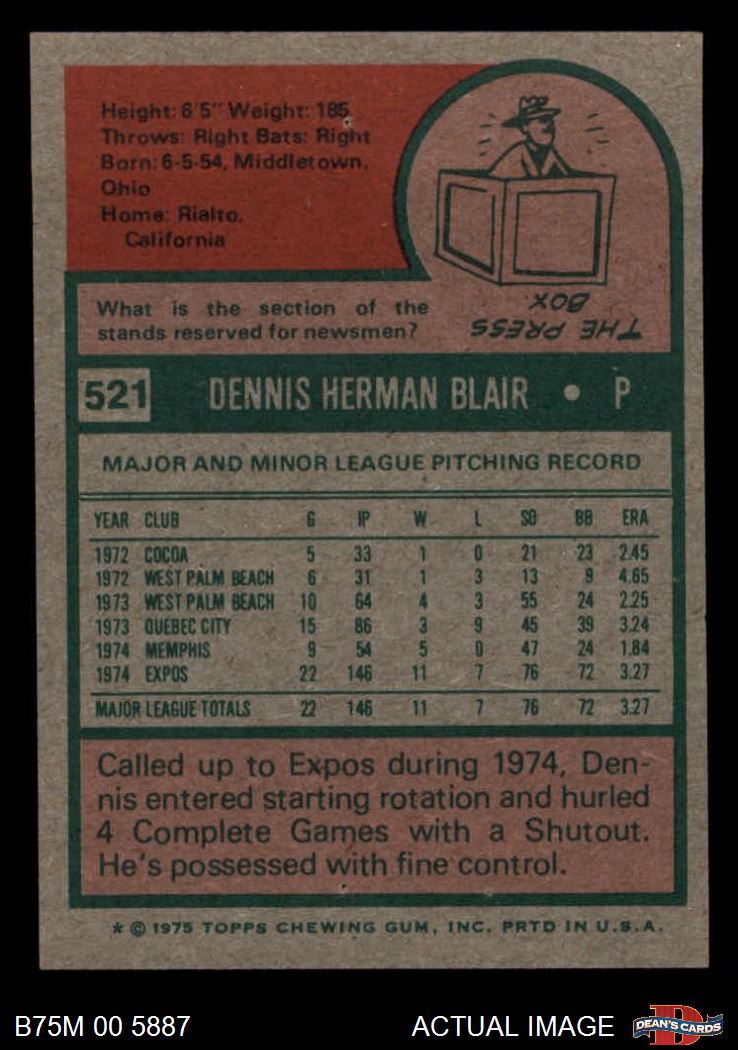 Height: 6'5" Weight: 185
Throws: Right Bats: Right
Born: 6-5-54, Middletown,
Ohio
Home: Rialto,
California
What is the section of the
stands reserved for newsmen?
THE PRESS
BOX.
521 DENNIS HERMAN BLAIR • P
MAJOR AND MINOR LEAGUE PITCHING RECORD
YEAR CLUB G IP W L SO BB ERA
1972 COCOA 5 33 1 0 21 23 2.45
1972 WEST PALM BEACH 6 31 1 3 13 9 4.65
1973 WEST PALM BEACH 10 64 4 3 55 24 2.25
1973 QUEBEC CITY 15 86 3 9 45 39 3.24
1974 MEMPHIS 9 54 5 0 47 24 1.84
1974 EXPOS 22 146 11 7 76 72 3.27
MAJOR LEAGUE TOTALS 22 146 11 7 76 72 3.27
Called up to Expos during 1974, Den-
nis entered starting rotation and hurled
4 Complete Games with a Shutout.
He's possessed with fine control.
* © 1975 TOPPS CHEWING GUM, INC. PRTD IN U.S.A.
B75M 00 5887 ACTUAL IMAGE DEAN'S CARDS